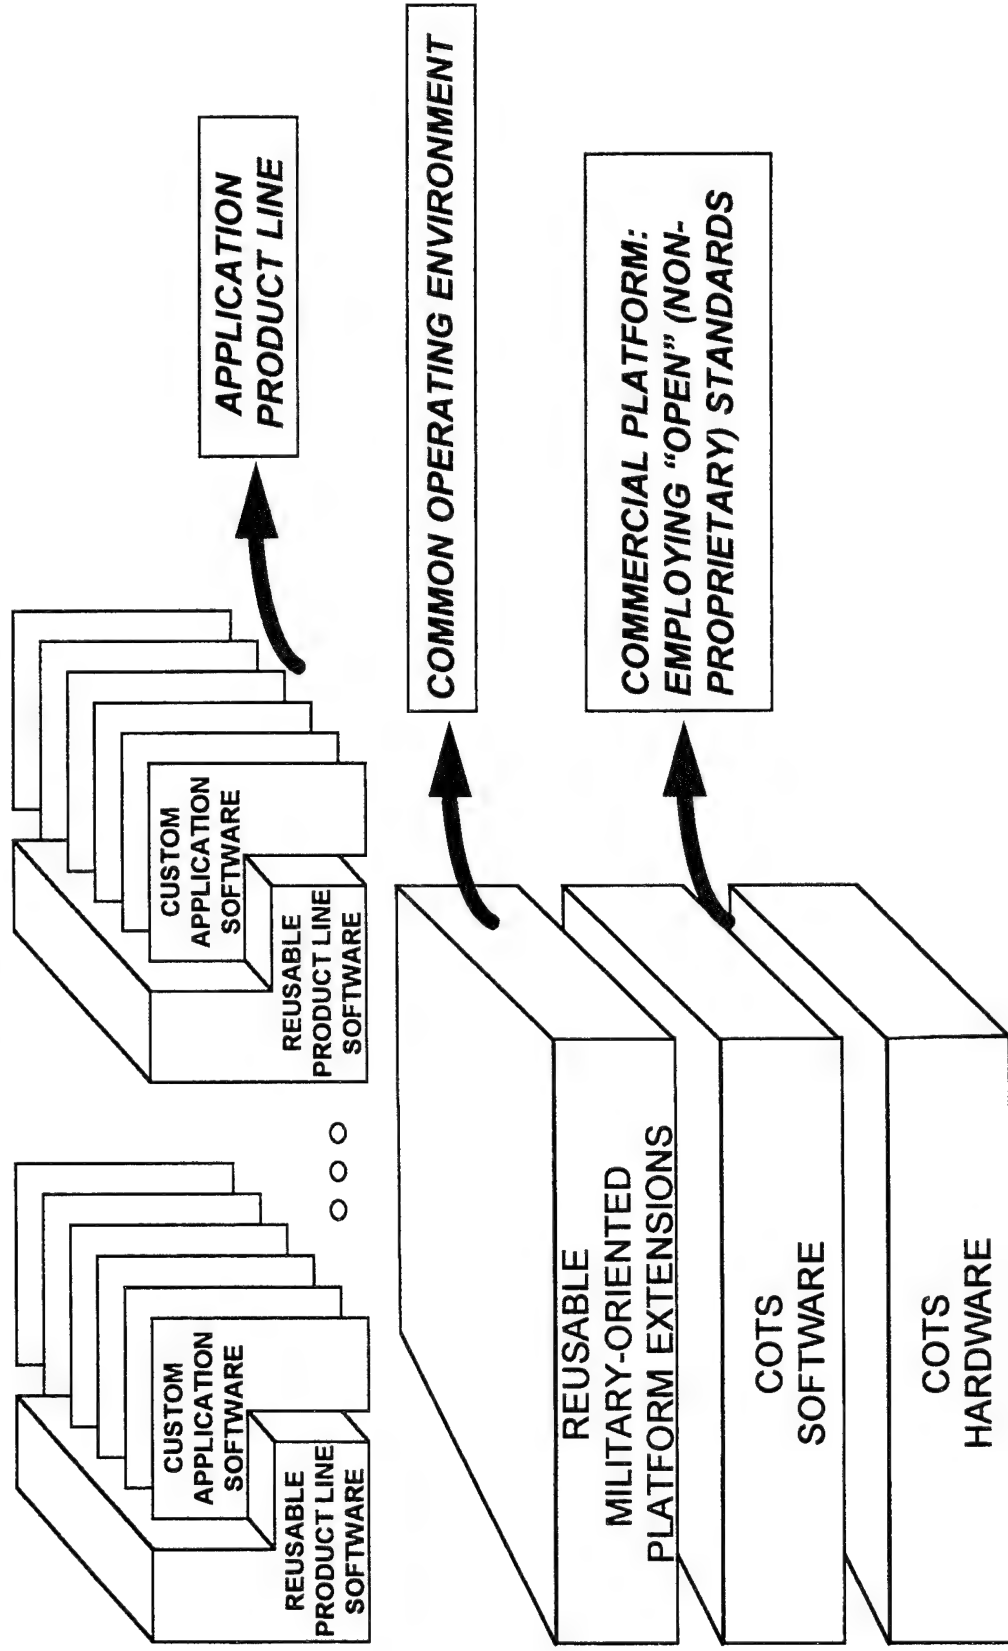 CUSTOM
APPLICATION
SOFTWARE
REUSABLE
PRODUCT LINE
SOFTWARE
CUSTOM
APPLICATION
SOFTWARE
REUSABLE
PRODUCT LINE
SOFTWARE
APPLICATION
PRODUCT LINE
REUSABLE
MILITARY-ORIENTED
PLATFORM EXTENSIONS
COMMON OPERATING ENVIRONMENT
COTS
SOFTWARE
COMMERCIAL PLATFORM:
EMPLOYING “OPEN” (NON-
PROPRIETARY) STANDARDS
COTS
HARDWARE